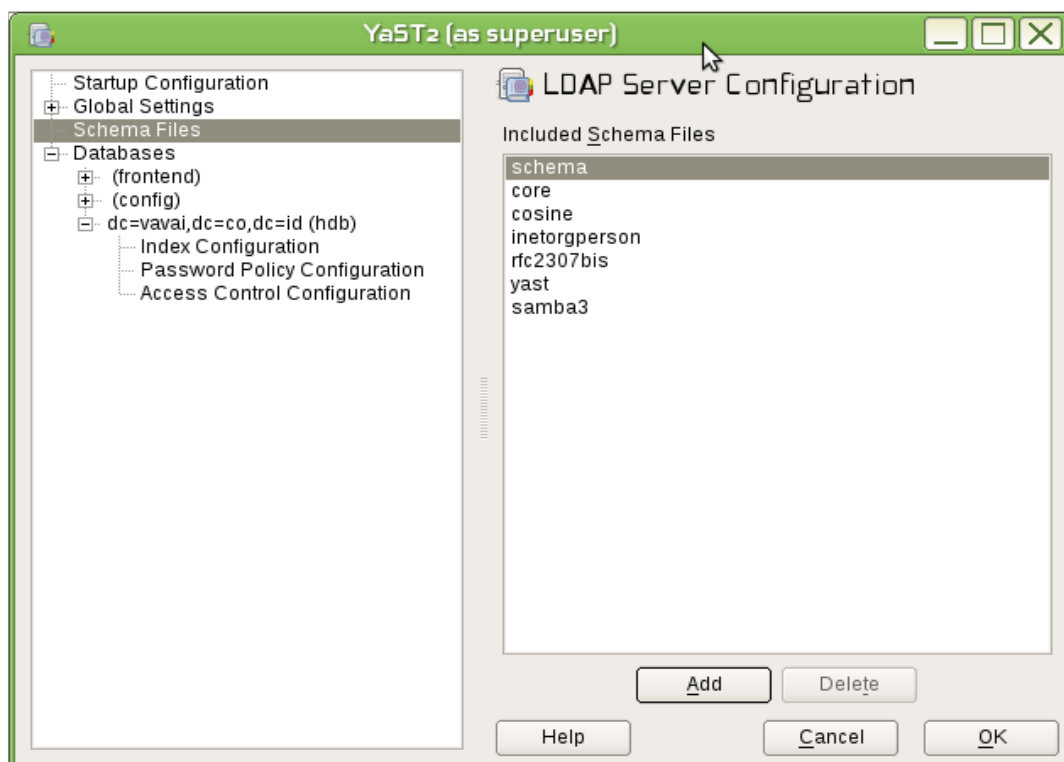 YaST2 (as superuser)
Startup Configuration
Global Settings
Schema Files
Databases
(frontend)
(config)
dc=vavai,dc=co,dc=id (hdb)
Index Configuration
Password Policy Configuration
Access Control Configuration
LDAP Server Configuration
Included Schema Files
schema
core
cosine
inetorgperson
rfc2307bis
yast
samba3
Add
Delete
Help
Cancel
OK